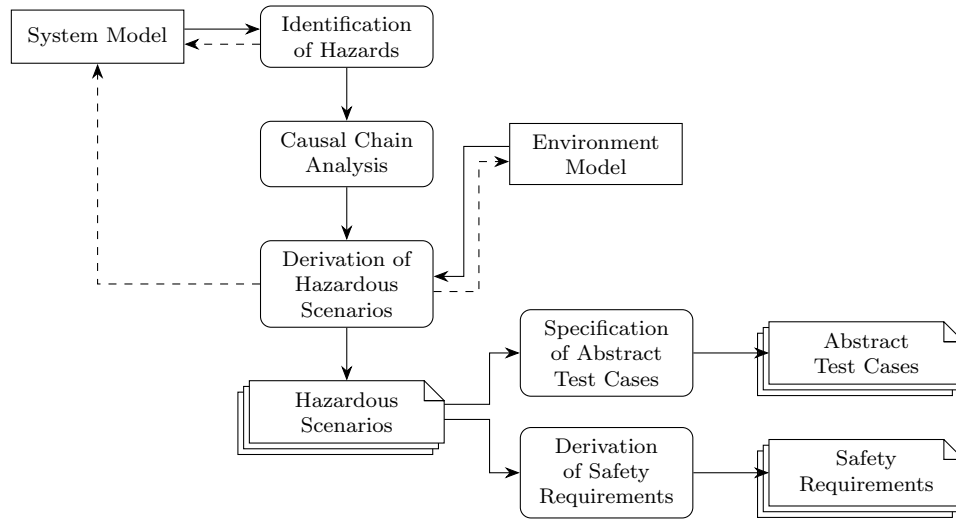 System Model
Identification
of Hazards
Causal Chain
Analysis
Environment
Model
Derivation of
Hazardous
Scenarios
Specification
of Abstract
Test Cases
Abstract
Test Cases
Hazardous
Scenarios
Derivation
of Safety
Requirements
Safety
Requirements